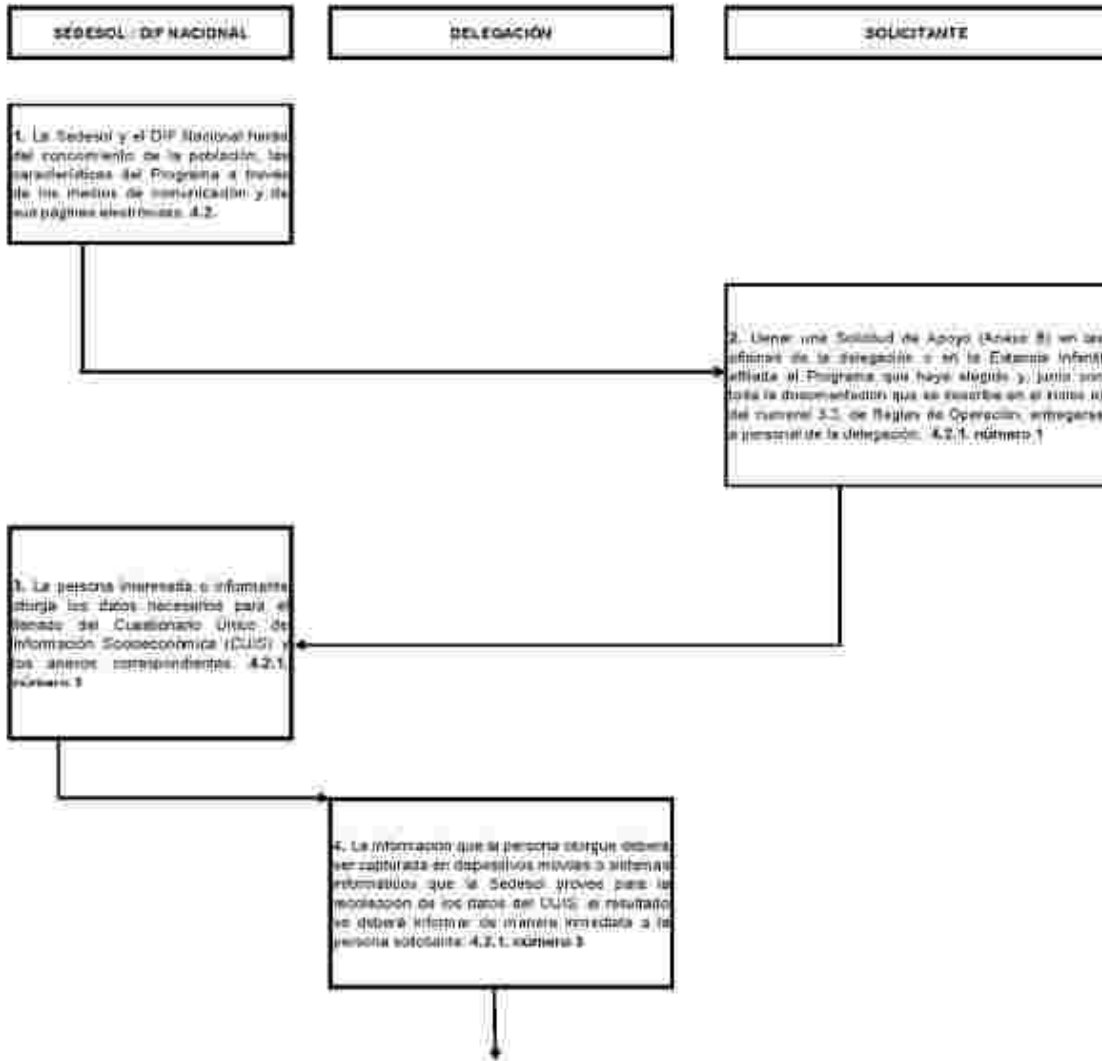 SEDESOL / DIF NACIONAL
DELEGACIÓN
SOLICITANTE
1. La Sedesol y el DIF Nacional harán
del conocimiento de la población, las
características del Programa a través
de los medios de comunicación y de
sus páginas electrónicas. 4.2.
2. Llenar una Solicitud de Apoyo (Anexo B) en las
oficinas de la delegación o en la Estancia Infantil
afiliada al Programa que haya elegido y, junto con
toda la documentación que se describe en el inciso
del numeral de Reglas de Operación, entregarse
a personal de la delegación. 4.2.1. número 1
3. La persona interesada o informante
otorga los datos necesarios para el
llenado del Cuestionario Único de
Información Socioeconómica (CUIS) y
los anexos correspondientes. 4.2.1.
número 3
4. La información que la persona otorgue deberá
ser capturada en dispositivos móviles o sistemas
informáticos que la Sedesol provee para la
recolección de los datos del CUIS, el resultado
se deberá informar de manera inmediata a la
persona solicitante. 4.2.1. número 3